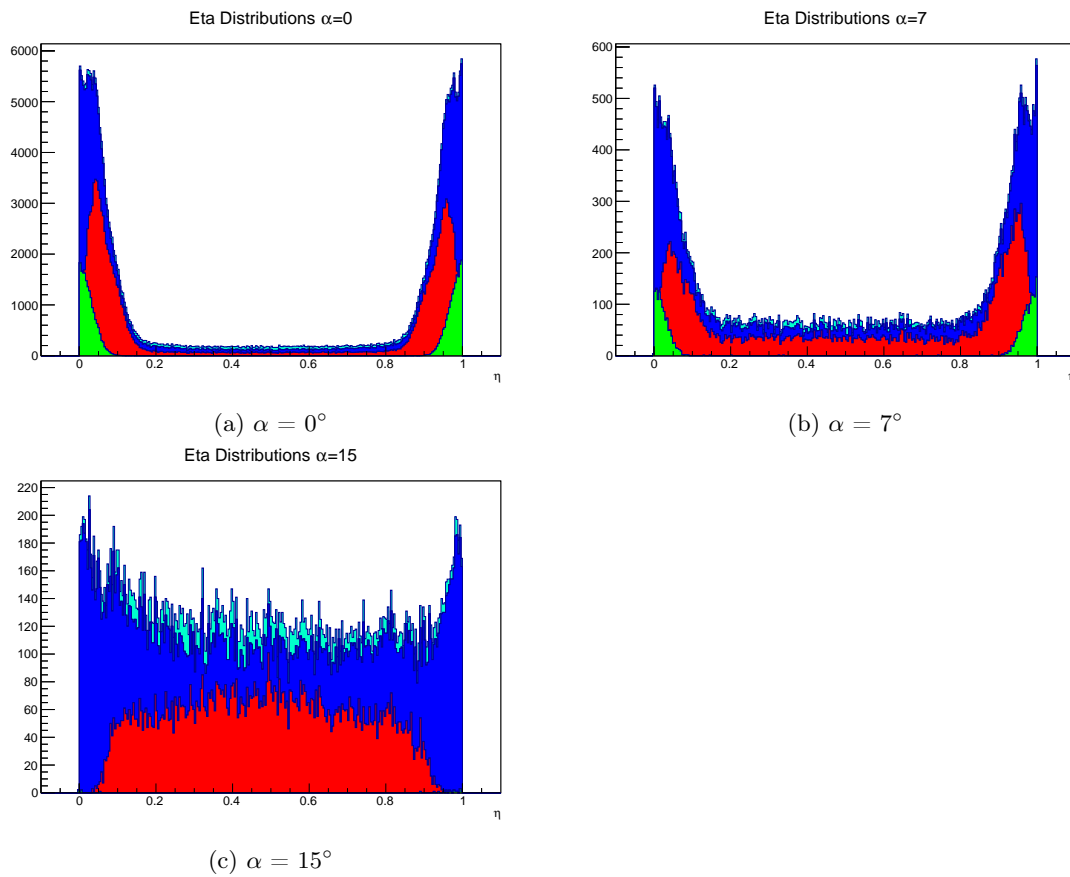 Eta Distributions α=0
6000
5000
4000
3000
2000
1000
0
0 0.2 0.4 0.6 0.8 1
η
(a) α = 0°
Eta Distributions α=7
600
500
400
300
200
100
0
0 0.2 0.4 0.6 0.8 1
(b) α = 7°
Eta Distributions α=15
220
200
180
160
140
120
100
80
60
40
20
0
0 0.2 0.4 0.6 0.8 1
η
(c) α = 15°